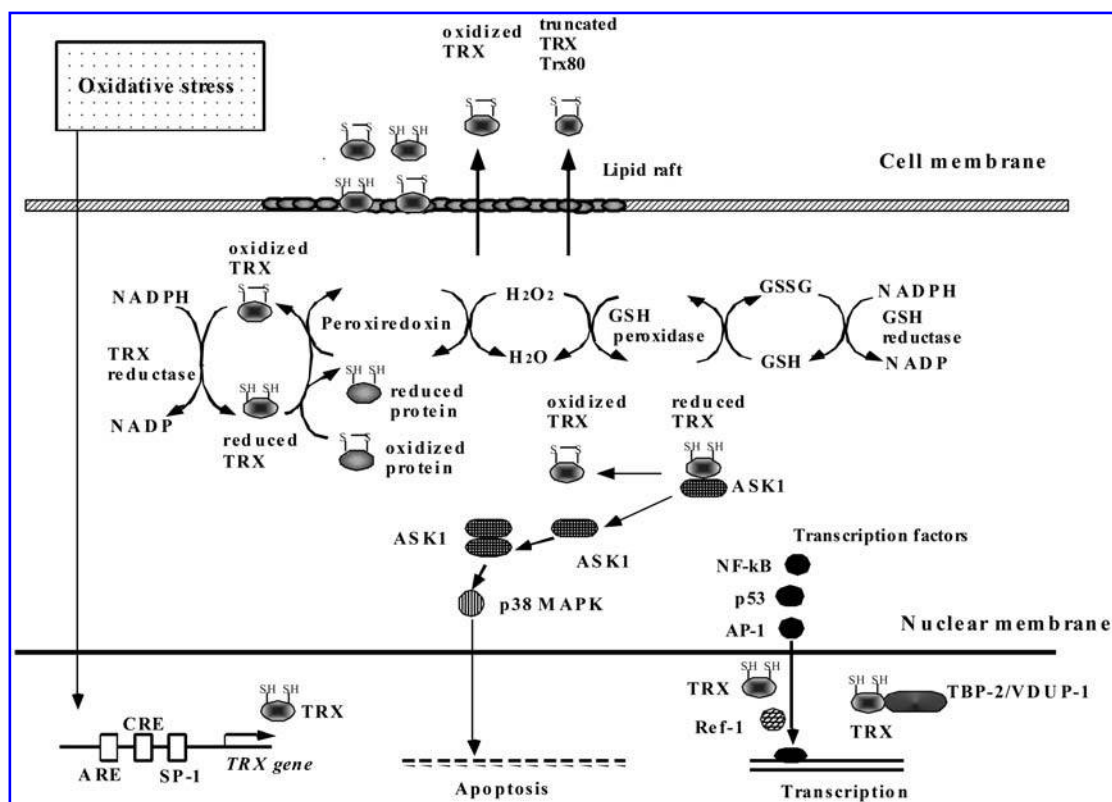 Oxidative stress
oxidized
TRX
truncated
TRX
Trx80
S S
S S
S S
SH SH
SH SH
S S
Lipid raft
Cell membrane
oxidized
TRX
S S
NADPH
TRX
reductase
NADP
SH SH
reduced
TRX
Peroxiredoxin
SH SH
reduced
protein
S S
oxidized
protein
H2O2
H2O
GSH
peroxidase
GSSG
GSH
NADPH
GSH
reductase
NADP
oxidized
TRX
S S
reduced
TRX
SH SH
ASK1
ASK1
ASK1
p38 MAPK
Transcription factors
NF-kB
p53
AP-1
Nuclear membrane
SH SH
TRX
CRE
ARE
SP-1
TRX gene
Apoptosis
SH SH
TRX
Ref-1
SH SH
TBP-2/VDUP-1
TRX
Transcription